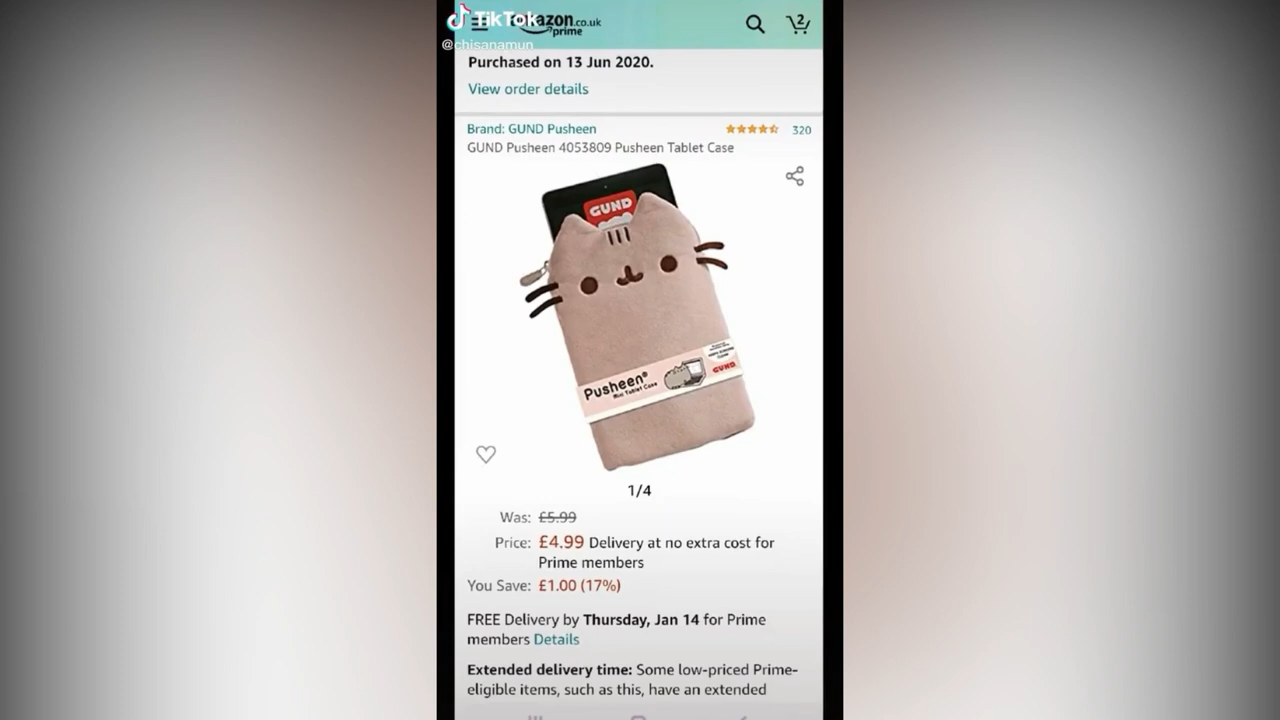 TikTok
@chisanamun
amazon.co.uk
prime
2
Purchased on 13 Jun 2020.
View order details
Brand: GUND Pusheen
320
GUND Pusheen 4053809 Pusheen Tablet Case
GUND
Pusheen®
Mini Tablet Case
GUND
1/4
Was: £5.99
Price: £4.99 Delivery at no extra cost for
Prime members
You Save: £1.00 (17%)
FREE Delivery by Thursday, Jan 14 for Prime
members Details
Extended delivery time: Some low-priced Prime-
eligible items, such as this, have an extended